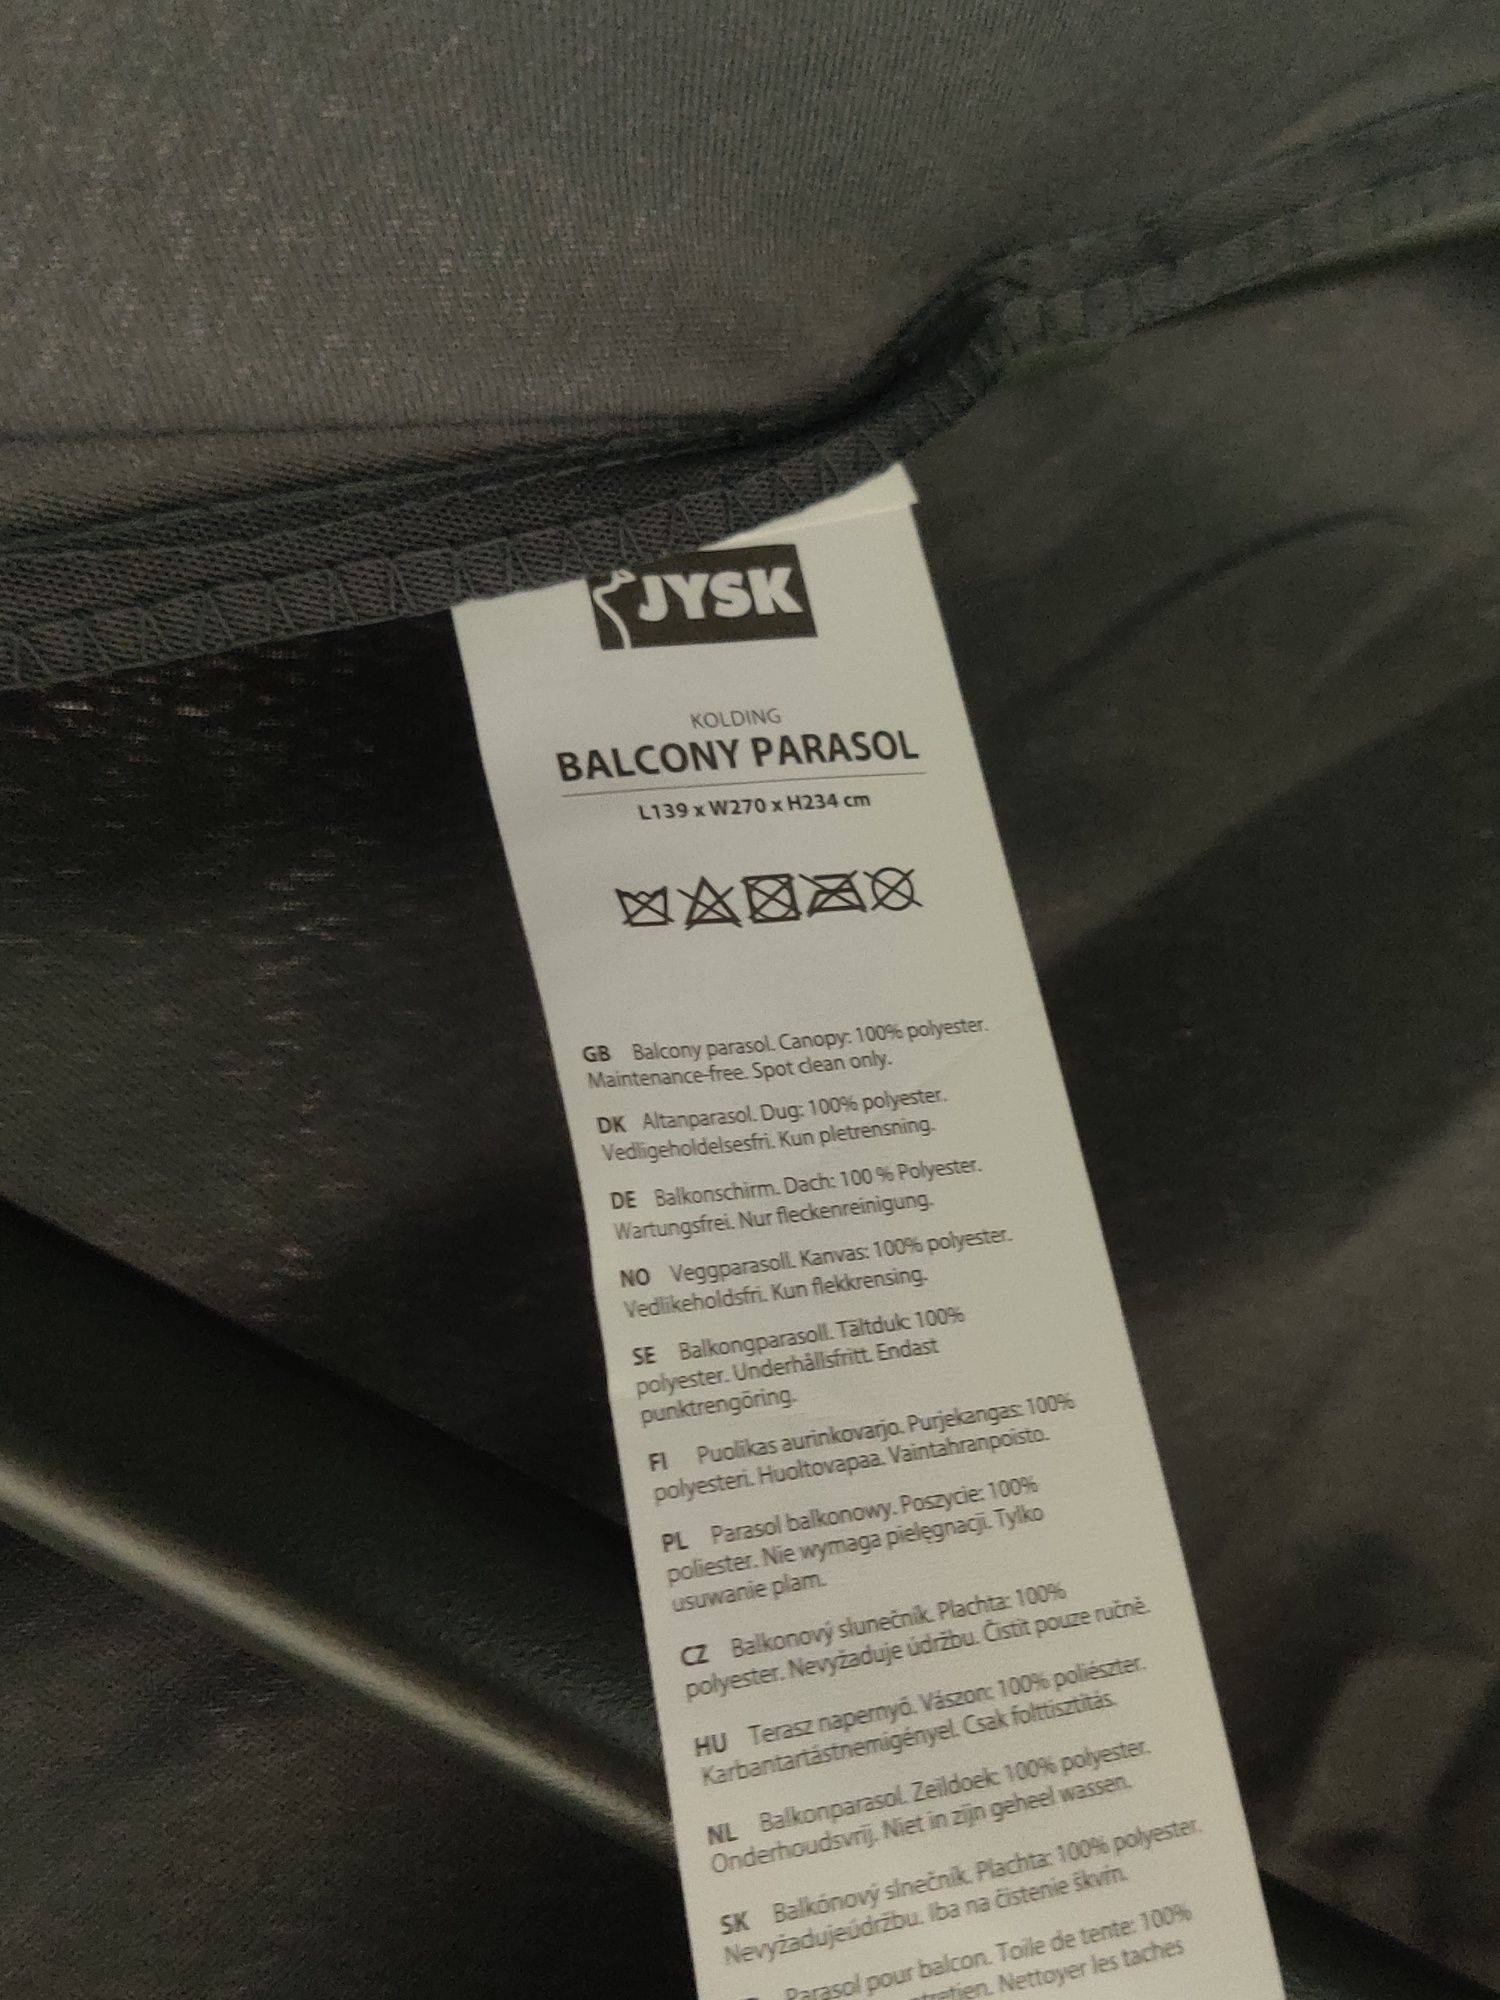 JYSK
KOLDING
BALCONY PARASOL
L139 x W270 x H234 cm
GB Balcony parasol. Canopy: 100% polyester.
Maintenance-free. Spot clean only.
DK Altanparasol. Dug: 100% polyester.
Vedligeholdelsesfri. Kun pletrensning.
DE Balkonschirm. Dach: 100 % Polyester.
Wartungsfrei. Nur fleckenreinigung.
NO Veggparasoll. Kanvas: 100% polyester.
Vedlikeholdsfri. Kun flekkrensing.
SE Balkongparasoll. Tältduk: 100%
polyester. Underhållsfritt. Endast
punktrengöring.
FI Puolikas aurinkovarjo. Purjekangas: 100%
polyesteri. Huoltovapaa. Vaintahranpoisto.
PL Parasol balkonowy. Poszycie: 100%
poliester. Nie wymaga pielęgnacji. Tylko
usuwanie plam.
CZ Balkonový slunečník. Plachta: 100%
polyester. Nevyžaduje údržbu. Čistit pouze ručně.
HU Terasz napernyő. Vászon: 100% poliészter.
Karbantartástnemigényel. Csak folttisztítás.
NL Balkonparasol. Zeildoek: 100% polyester.
Onderhoudsvrij. Niet in zijn geheel wassen.
SK Balkónový slnečník. Plachta: 100% polyester.
Nevyžadujeúdržbu. Iba na čistenie škvŕn.
Parasol pour balcon. Toile de tente: 100%
Nettoyer les taches